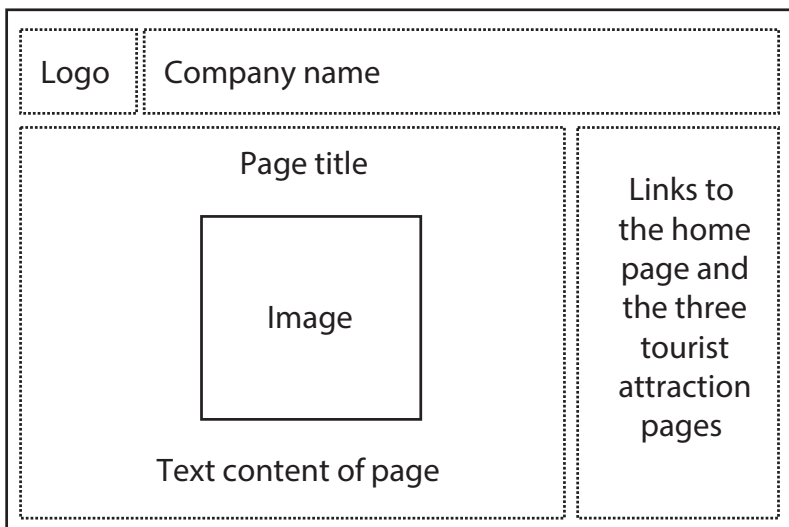 Logo
Company name
Page title
Image
Text content of page
Links to
the home
page and
the three
tourist
attraction
pages